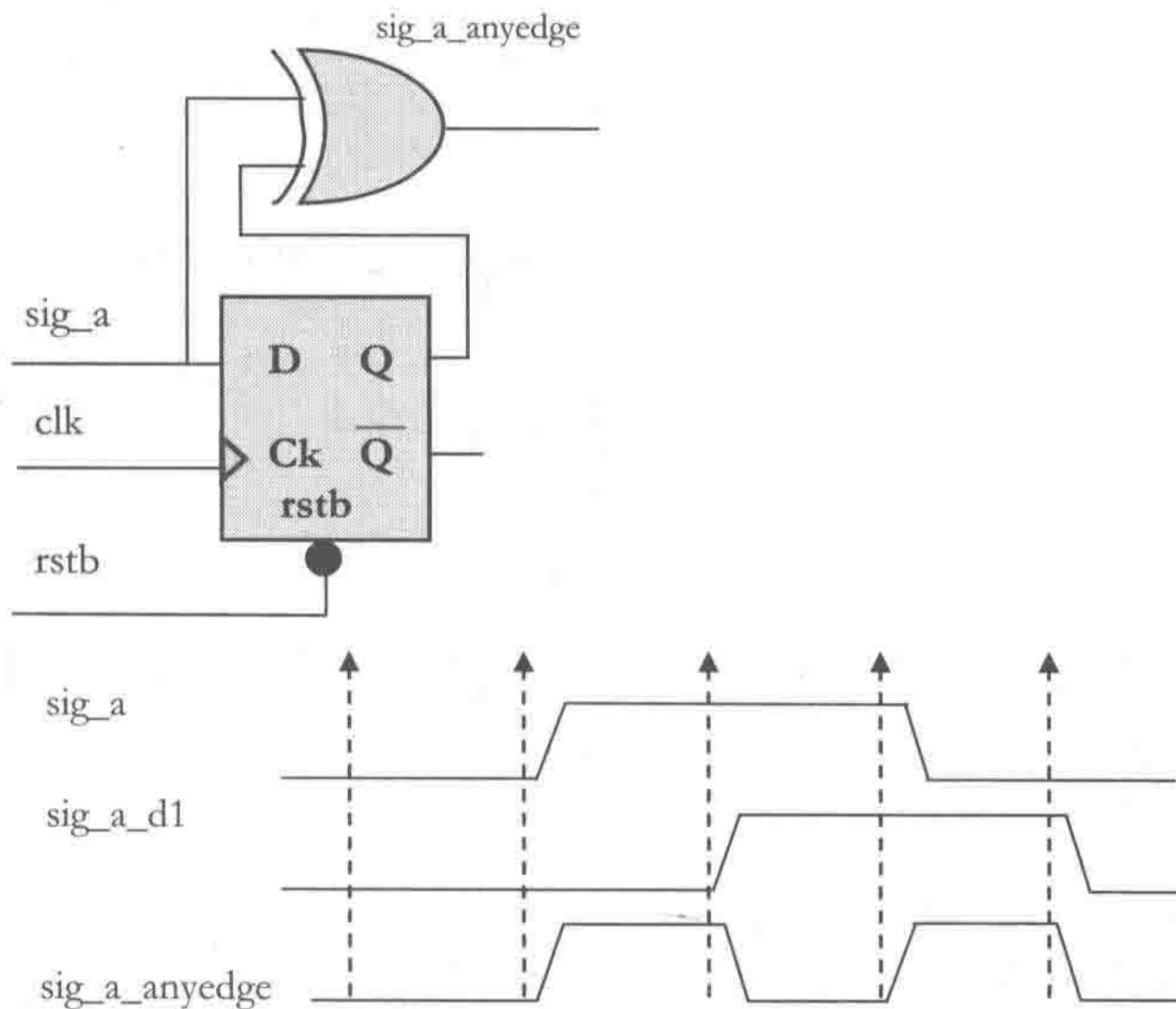 sig_a_anyedge
sig_a
D Q
clk
Ck Q
rstb
rstb
sig_a
sig_a_d1
sig_a_anyedge